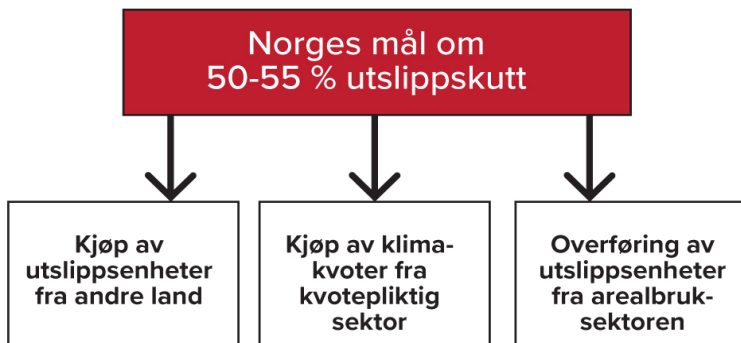 Norges mål om
50-55 % utslippskutt
Kjøp av
utslippsenheter
fra andre land
Kjøp av klima-
kvoter fra
kvotepliktig
sektor
Overføring av
utslippsenheter
fra arealbruk-
sektoren